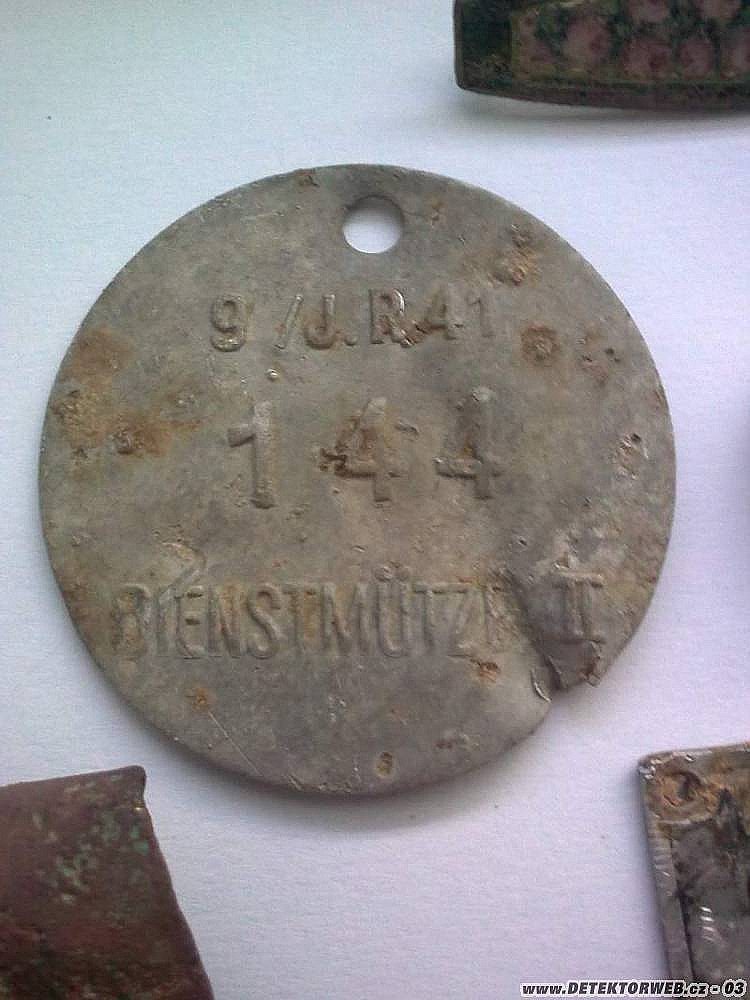 9/J.R.41
144
DIENSTMÜTZE II
www.DETEKTORWEB.cz - 03